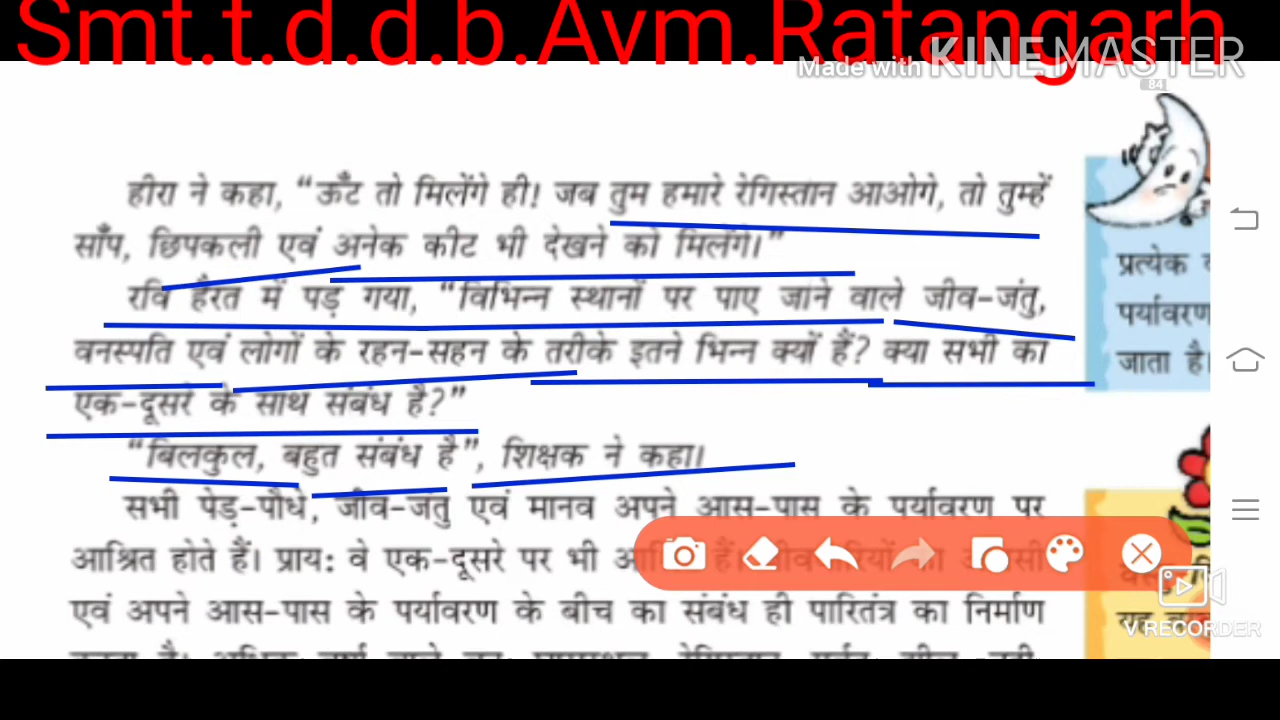 Smt.t.d.d.b.Avm.Ratangarh
Made with KINEMASTER
84
हीरा ने कहा, “ऊँट तो मिलेंगे ही! जब तुम हमारे रेगिस्तान आओगे, तो तुम्हें
साँप, छिपकली एवं अनेक कीट भी देखने को मिलेंगे।”
रवि हैरत में पड़ गया, “विभिन्न स्थानों पर पाए जाने वाले जीव-जंतु,
वनस्पति एवं लोगों के रहन-सहन के तरीके इतने भिन्न क्यों हैं? क्या सभी का
एक-दूसरे के साथ संबंध है?”
“बिलकुल, बहुत संबंध है”, शिक्षक ने कहा।
सभी पेड़-पौधे, जीव-जंतु एवं मानव अपने आस-पास के पर्यावरण पर
आश्रित होते हैं। प्राय: वे एक-दूसरे पर भी
एवं अपने आस-पास के पर्यावरण के बीच का संबंध ही पारितंत्र का निर्माण
प्रत्येक
पर्यावरण
जाता है।
V RECORDER